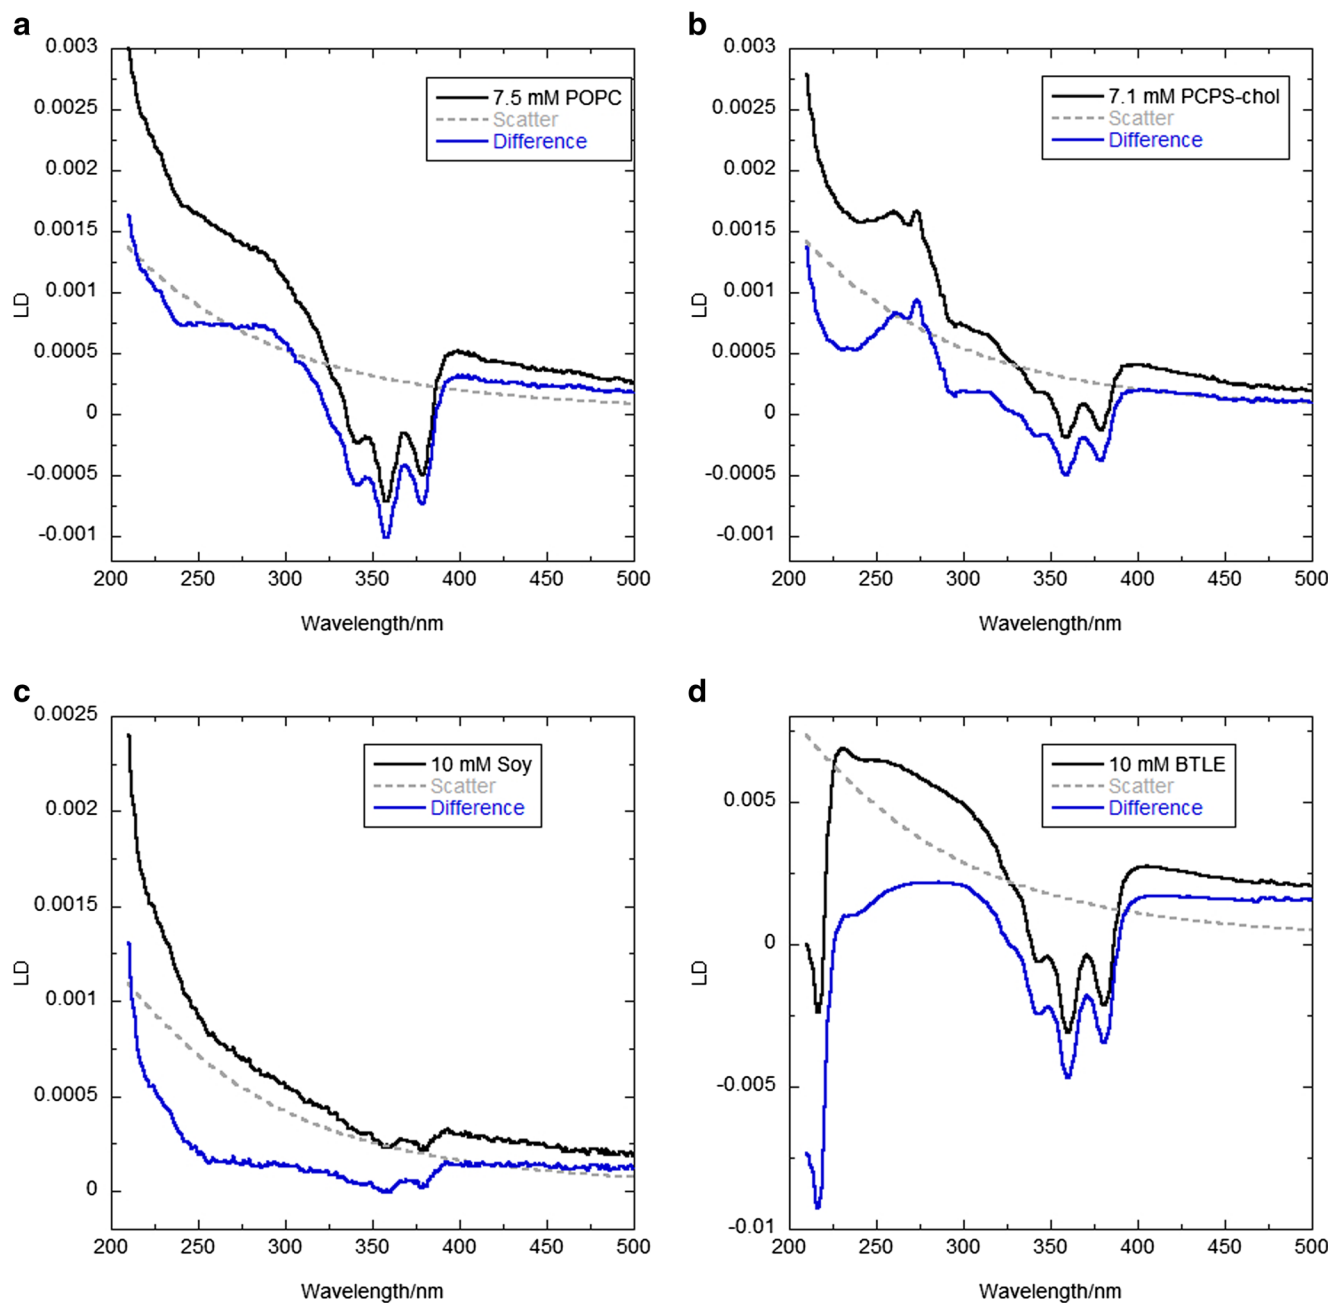 a
0.003
0.0025
0.002
0.0015
0.001
0.0005
0
-0.0005
-0.001
LD
7.5 mM POPC
Scatter
Difference
200 250 300 350 400 450 500
Wavelength/nm
b
0.003
0.0025
0.002
0.0015
0.001
0.0005
0
-0.0005
-0.001
LD
7.1 mM PCPS-chol
Scatter
Difference
200 250 300 350 400 450 500
Wavelength/nm
c
0.0025
0.002
0.0015
0.001
0.0005
0
LD
10 mM Soy
Scatter
Difference
200 250 300 350 400 450 500
Wavelength/nm
d
0.005
0
-0.005
-0.01
LD
10 mM BTLE
Scatter
Difference
200 250 300 350 400 450 500
Wavelength/nm